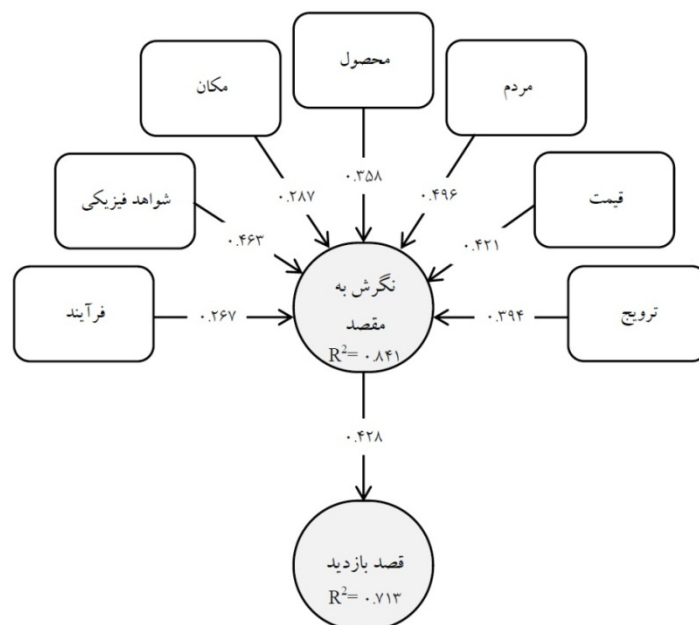 محصول
مردم
مکان
۰.۳۵۸
۰.۴۹۶
۰.۲۸۷
قیمت
شواهد فیزیکی
۰.۴۲۱
۰.۴۶۳
نگرش به
مقصد
R²= ۰.۸۴۱
ترویج
۰.۳۹۴
۰.۲۶۷
فرآیند
۰.۴۲۸
قصد بازدید
R²= ۰.۷۱۳